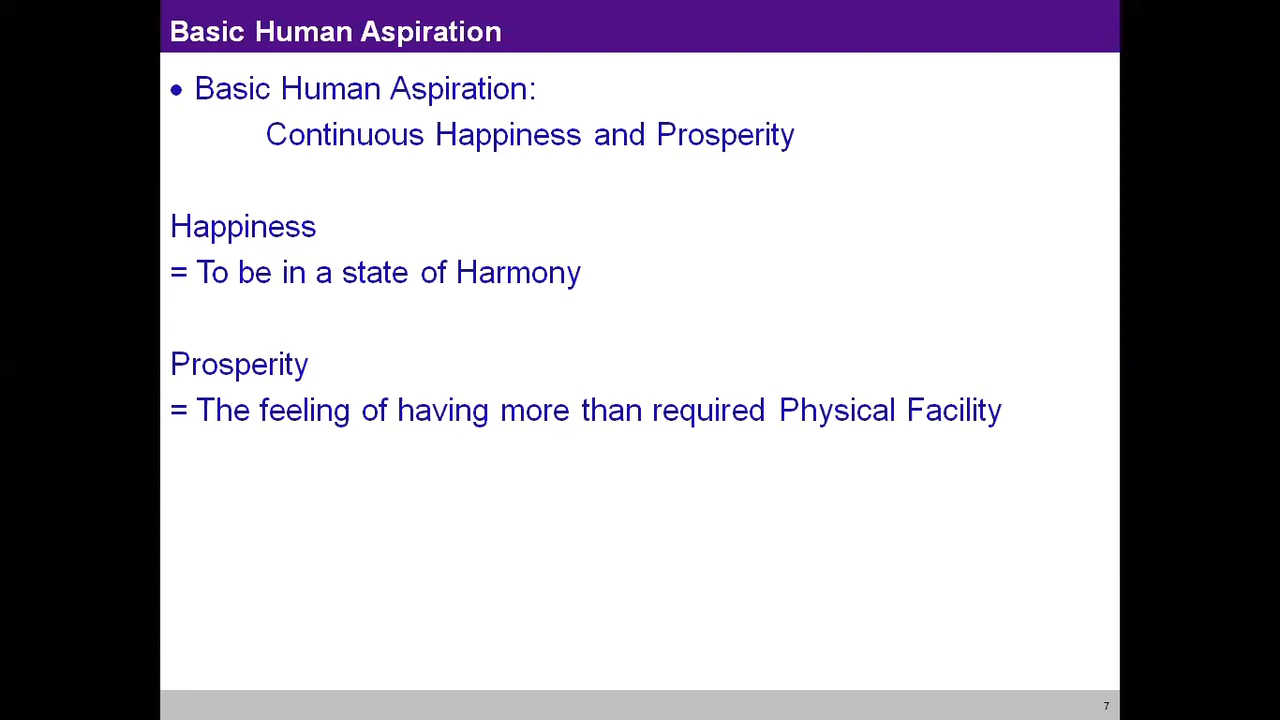 Basic Human Aspiration
• Basic Human Aspiration:
Continuous Happiness and Prosperity
Happiness
= To be in a state of Harmony
Prosperity
= The feeling of having more than required Physical Facility
7